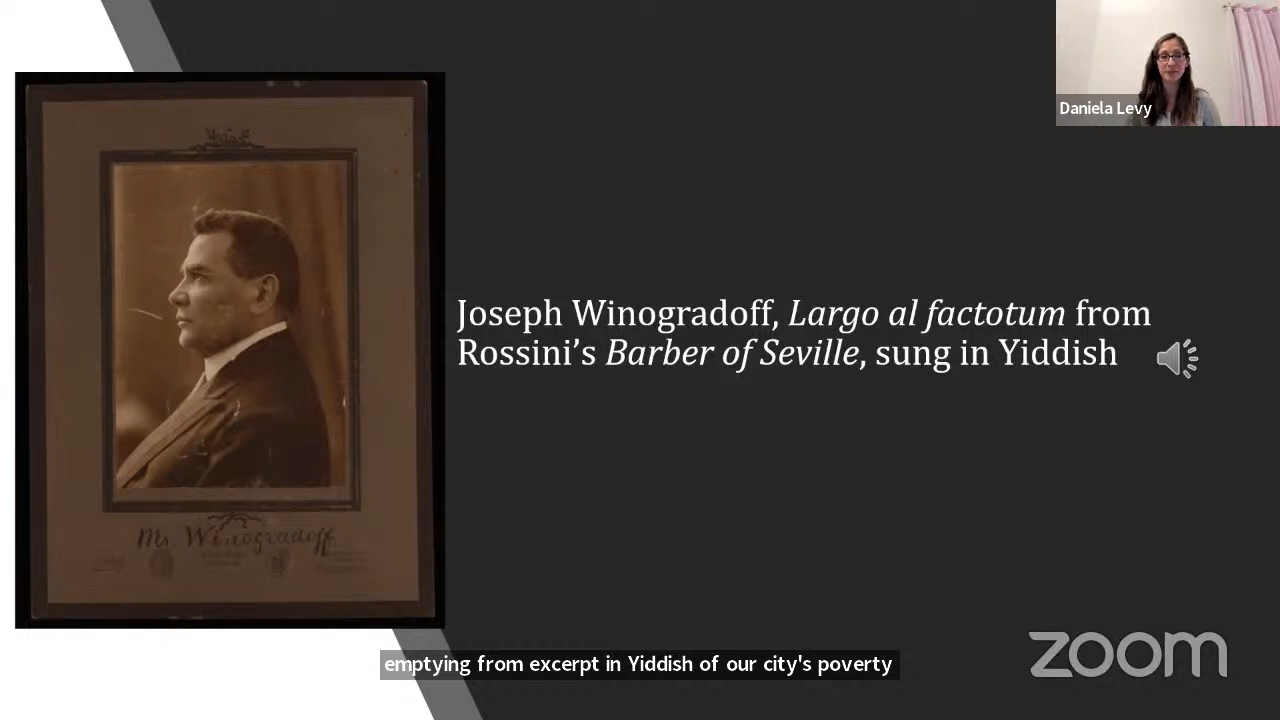 Daniela Levy
Joseph Winogradoff, Largo al factotum from
Rossini’s Barber of Seville, sung in Yiddish
Mr. Winogradoff
emptying from excerpt in Yiddish of our city's poverty
zoom